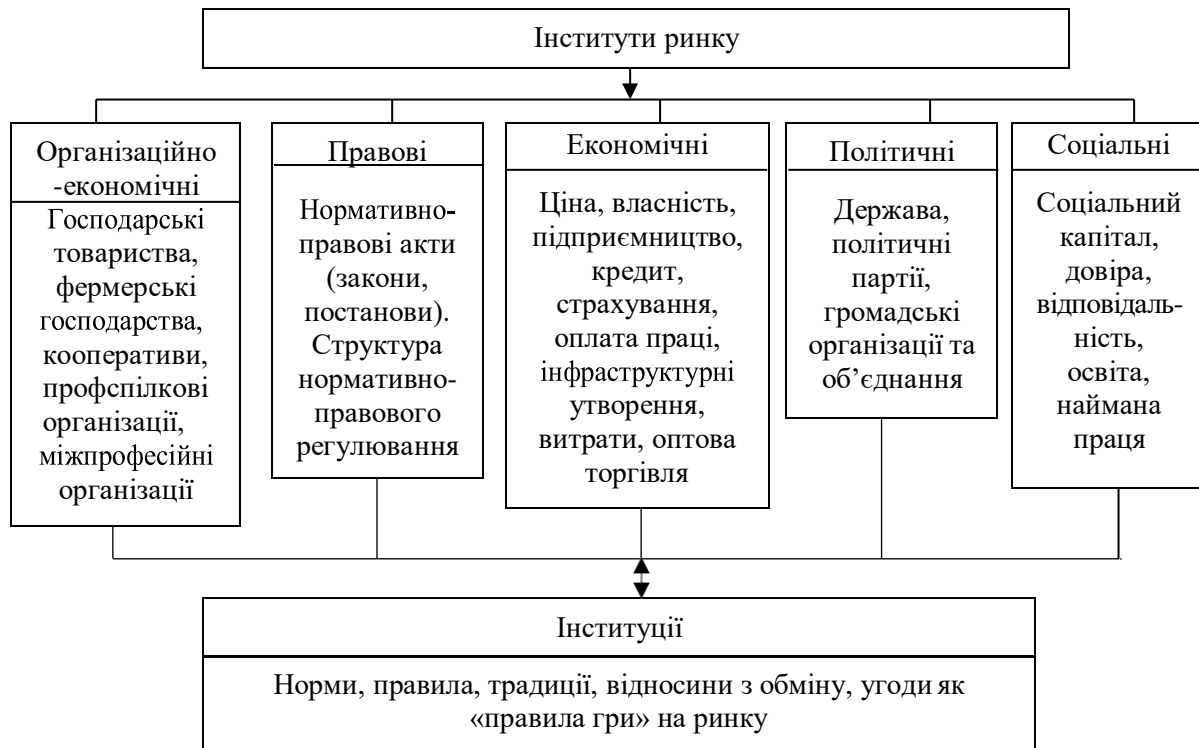 Інститути ринку
Організаційно
-економічні
Господарські
товариства,
фермерські
господарства,
кооперативи,
профспілкові
організації,
міжпрофесійні
організації
Правові
Нормативно-
правові акти
(закони,
постанови).
Структура
нормативно-
правового
регулювання
Економічні
Ціна, власність,
підприємництво,
кредит,
страхування,
оплата праці,
інфраструктурні
утворення,
витрати, оптова
торгівля
Політичні
Держава,
політичні
партії,
громадські
організації та
об’єднання
Соціальні
Соціальний
капітал,
довіра,
відповідаль-
ність,
освіта,
наймана
праця
Інституції
Норми, правила, традиції, відносини з обміну, угоди як
«правила гри» на ринку